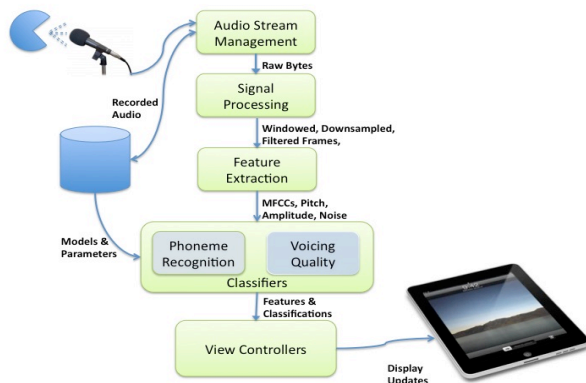 Audio Stream
Management
Raw Bytes
Recorded
Audio
Signal
Processing
Windowed, Downsampled,
Filtered Frames,
Feature
Extraction
MFCCs, Pitch,
Amplitude, Noise
Models &
Parameters
Phoneme
Recognition
Voicing
Quality
Classifiers
Features &
Classifications
View Controllers
Display
Updates